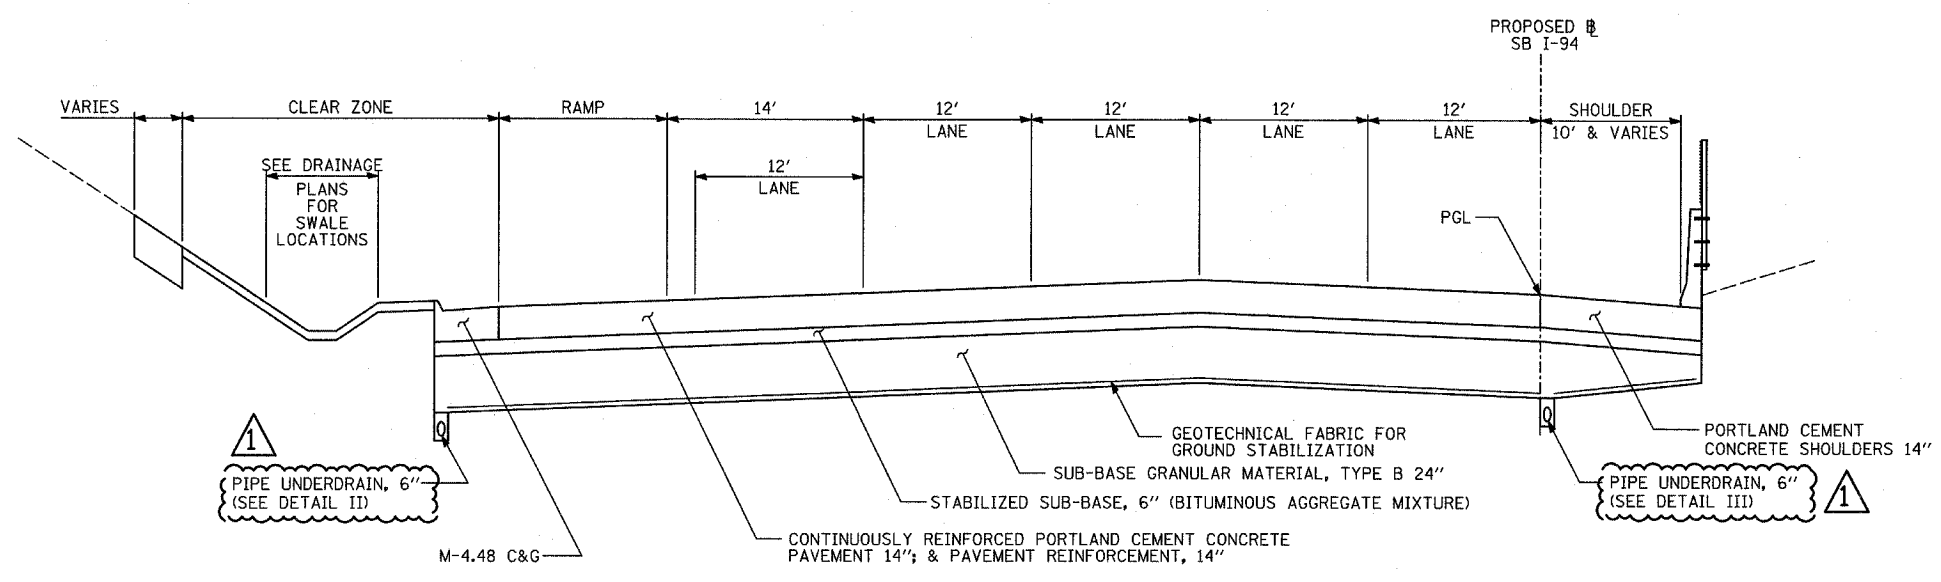 PROPOSED ℄
SB I-94
VARIES
CLEAR ZONE
RAMP
14'
12'
LANE
12'
LANE
12'
LANE
12'
LANE
SHOULDER
10' & VARIES
SEE DRAINAGE
PLANS
FOR
SWALE
LOCATIONS
12'
LANE
PGL
1
PIPE UNDERDRAIN, 6"
(SEE DETAIL II)
GEOTECHNICAL FABRIC FOR
GROUND STABILIZATION
SUB-BASE GRANULAR MATERIAL, TYPE B 24"
STABILIZED SUB-BASE, 6" (BITUMINOUS AGGREGATE MIXTURE)
CONTINUOUSLY REINFORCED PORTLAND CEMENT CONCRETE
PAVEMENT 14"; & PAVEMENT REINFORCEMENT, 14"
M-4.48 C&G
PORTLAND CEMENT
CONCRETE SHOULDERS 14"
PIPE UNDERDRAIN, 6"
(SEE DETAIL III)
1